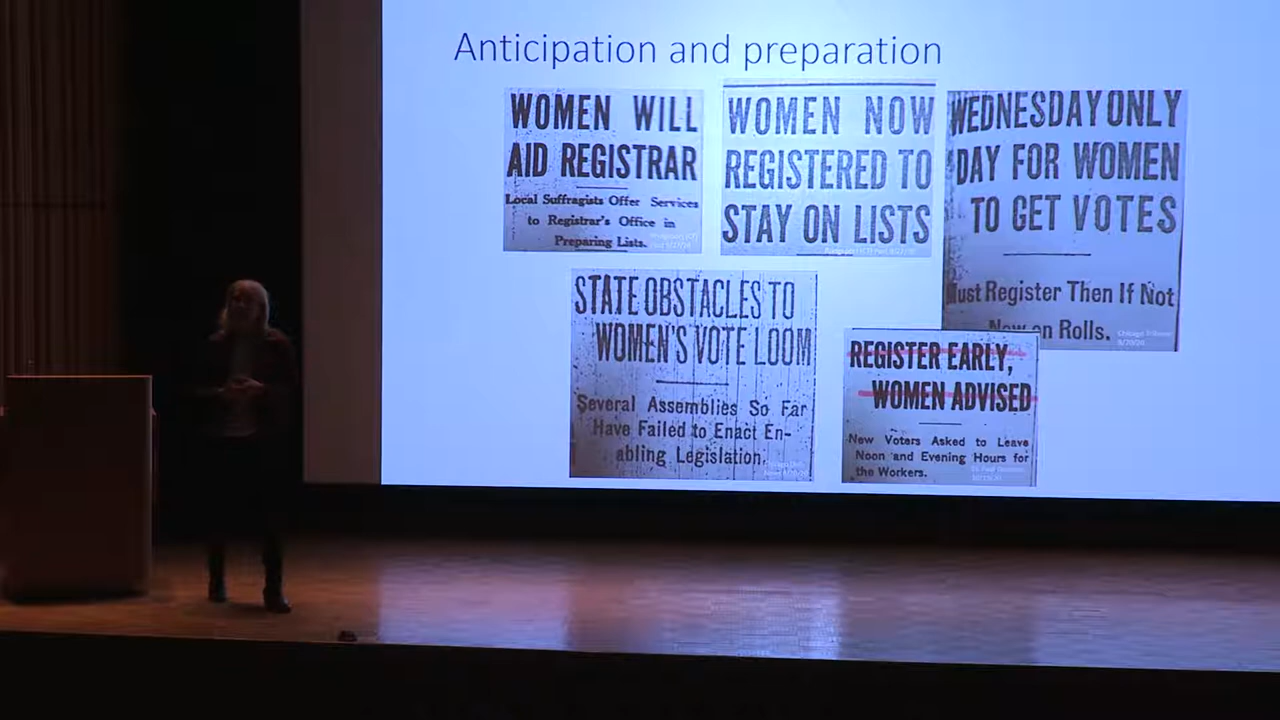 Anticipation and preparation
WOMEN WILL
AID REGISTRAR
Local Suffragists Offer Services
to Registrar's Office in
Preparing Lists.
WOMEN NOW
REGISTERED TO
STAY ON LISTS
WEDNESDAY ONLY
DAY FOR WOMEN
TO GET VOTES
Must Register Then If Not
Now on Rolls.
Chicago Tribune
STATE OBSTACLES TO
WOMEN'S VOTE LOOM
Several Assemblies So Far
Have Failed to Enact En-
abling Legislation.
REGISTER EARLY,
WOMEN ADVISED
New Voters Asked to Leave
Noon and Evening Hours for
the Workers.